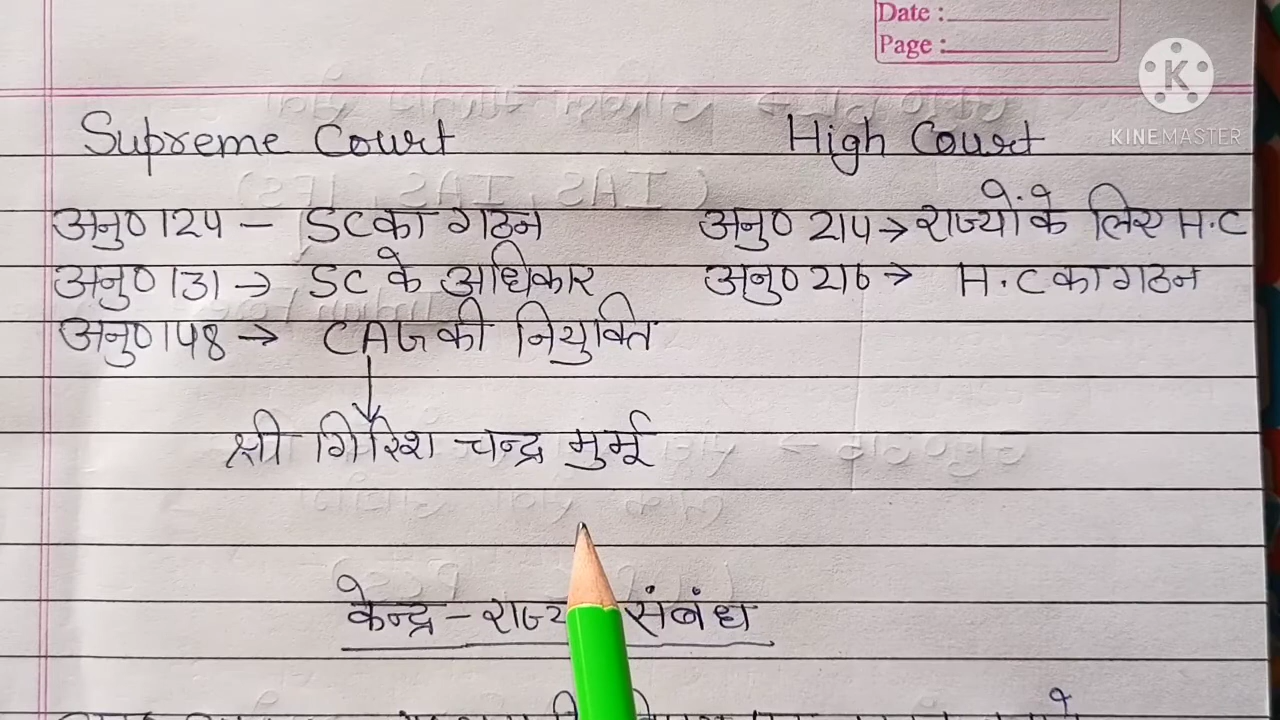 Date :
Page :
KINEMASTER
Supreme Court
High Court
अनु० 124 - SC का गठन
अनु० 214 → राज्यों के लिए H.C
अनु० 131 → SC के अधिकार
अनु० 216 → H.C का गठन
अनु० 148 → CAG की नियुक्ति
श्री गिरिश चन्द्र मुर्मू
केन्द्र - राज्य संबंध